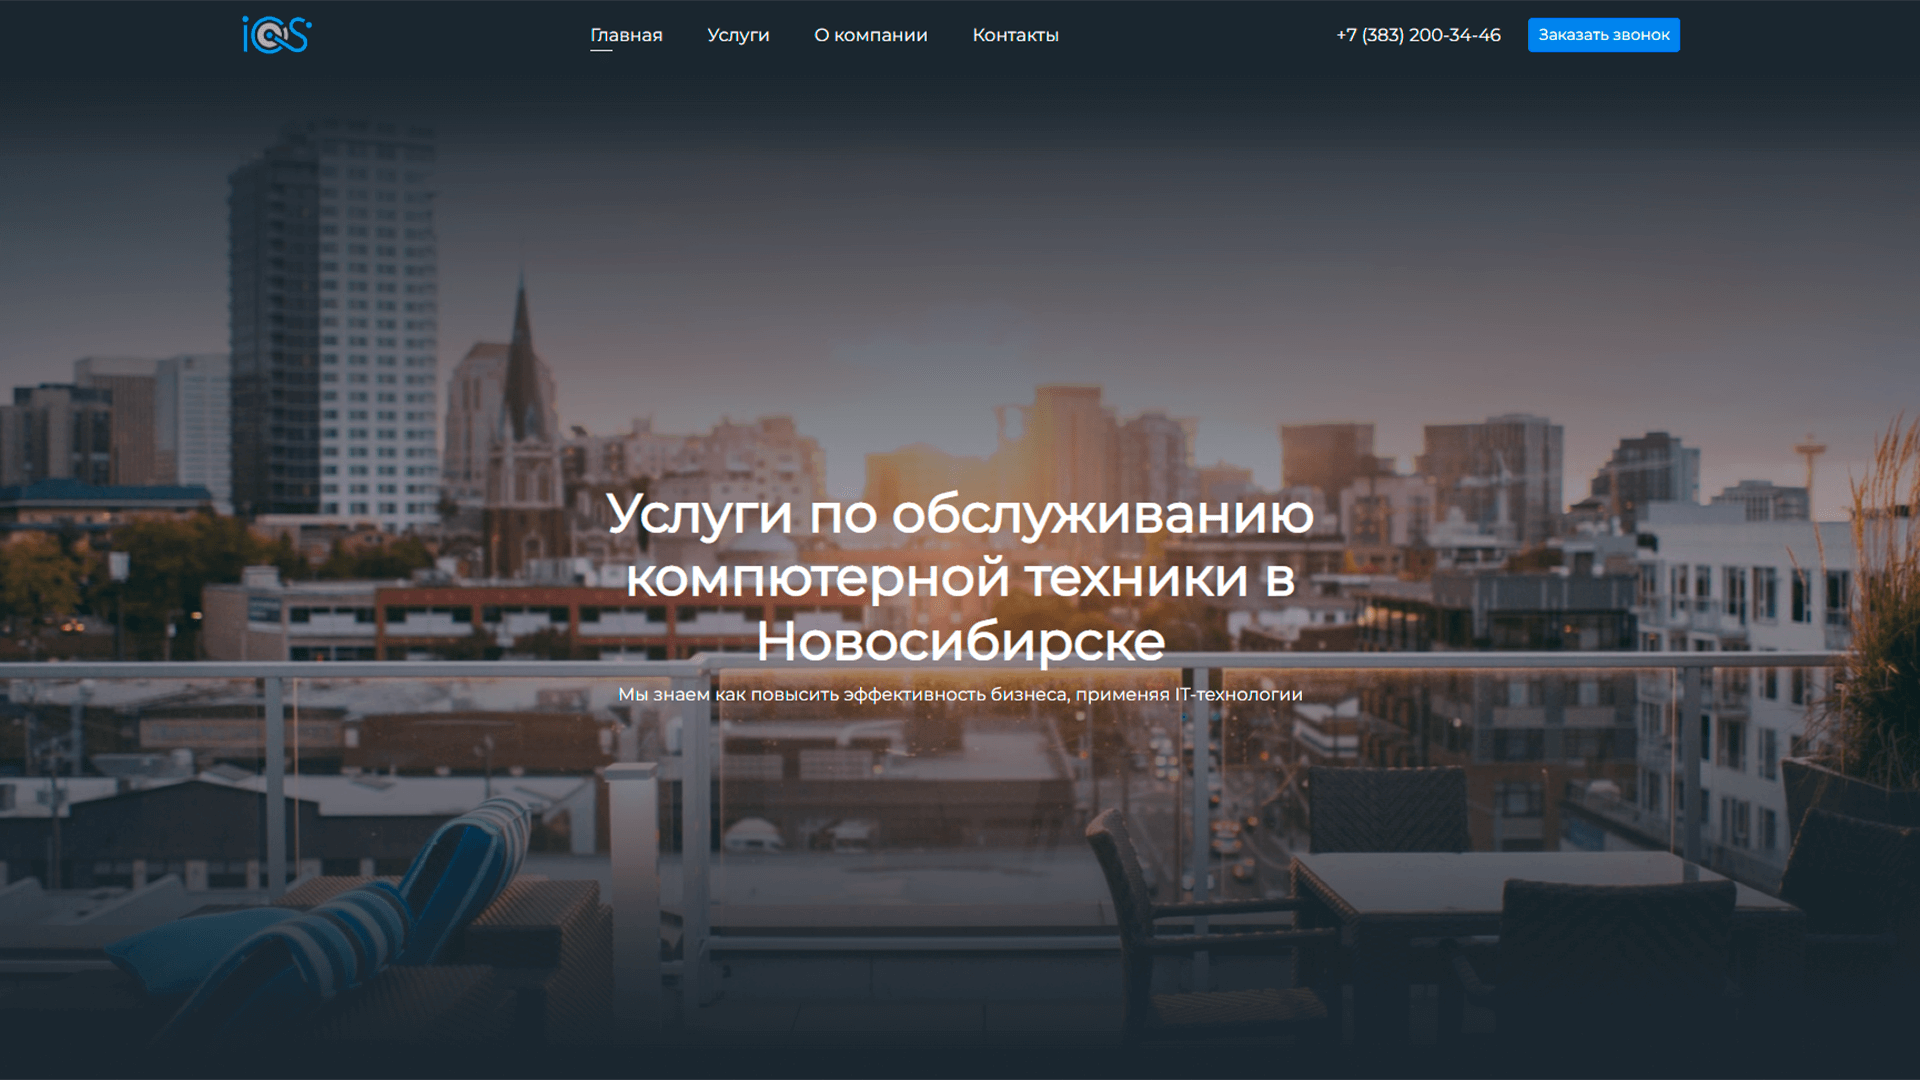 iCS
Главная Услуги О компании Контакты +7 (383) 200-34-46 Заказать звонок
Услуги по обслуживанию
компютерной техники в
Новосибирске
Мы знаем как повысить эффективность бизнеса, применяя IT-технологии